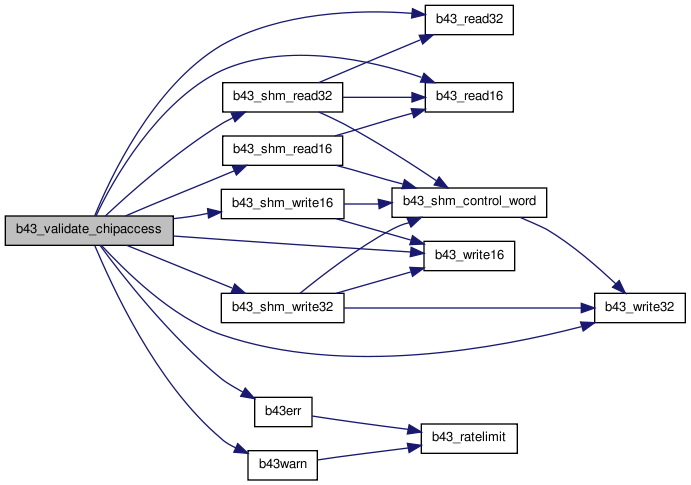 b43_read32
b43_shm_read32
b43_read16
b43_shm_read16
b43_shm_write16
b43_shm_control_word
b43_validate_chipaccess
b43_write16
b43_shm_write32
b43_write32
b43err
b43_ratelimit
b43warn